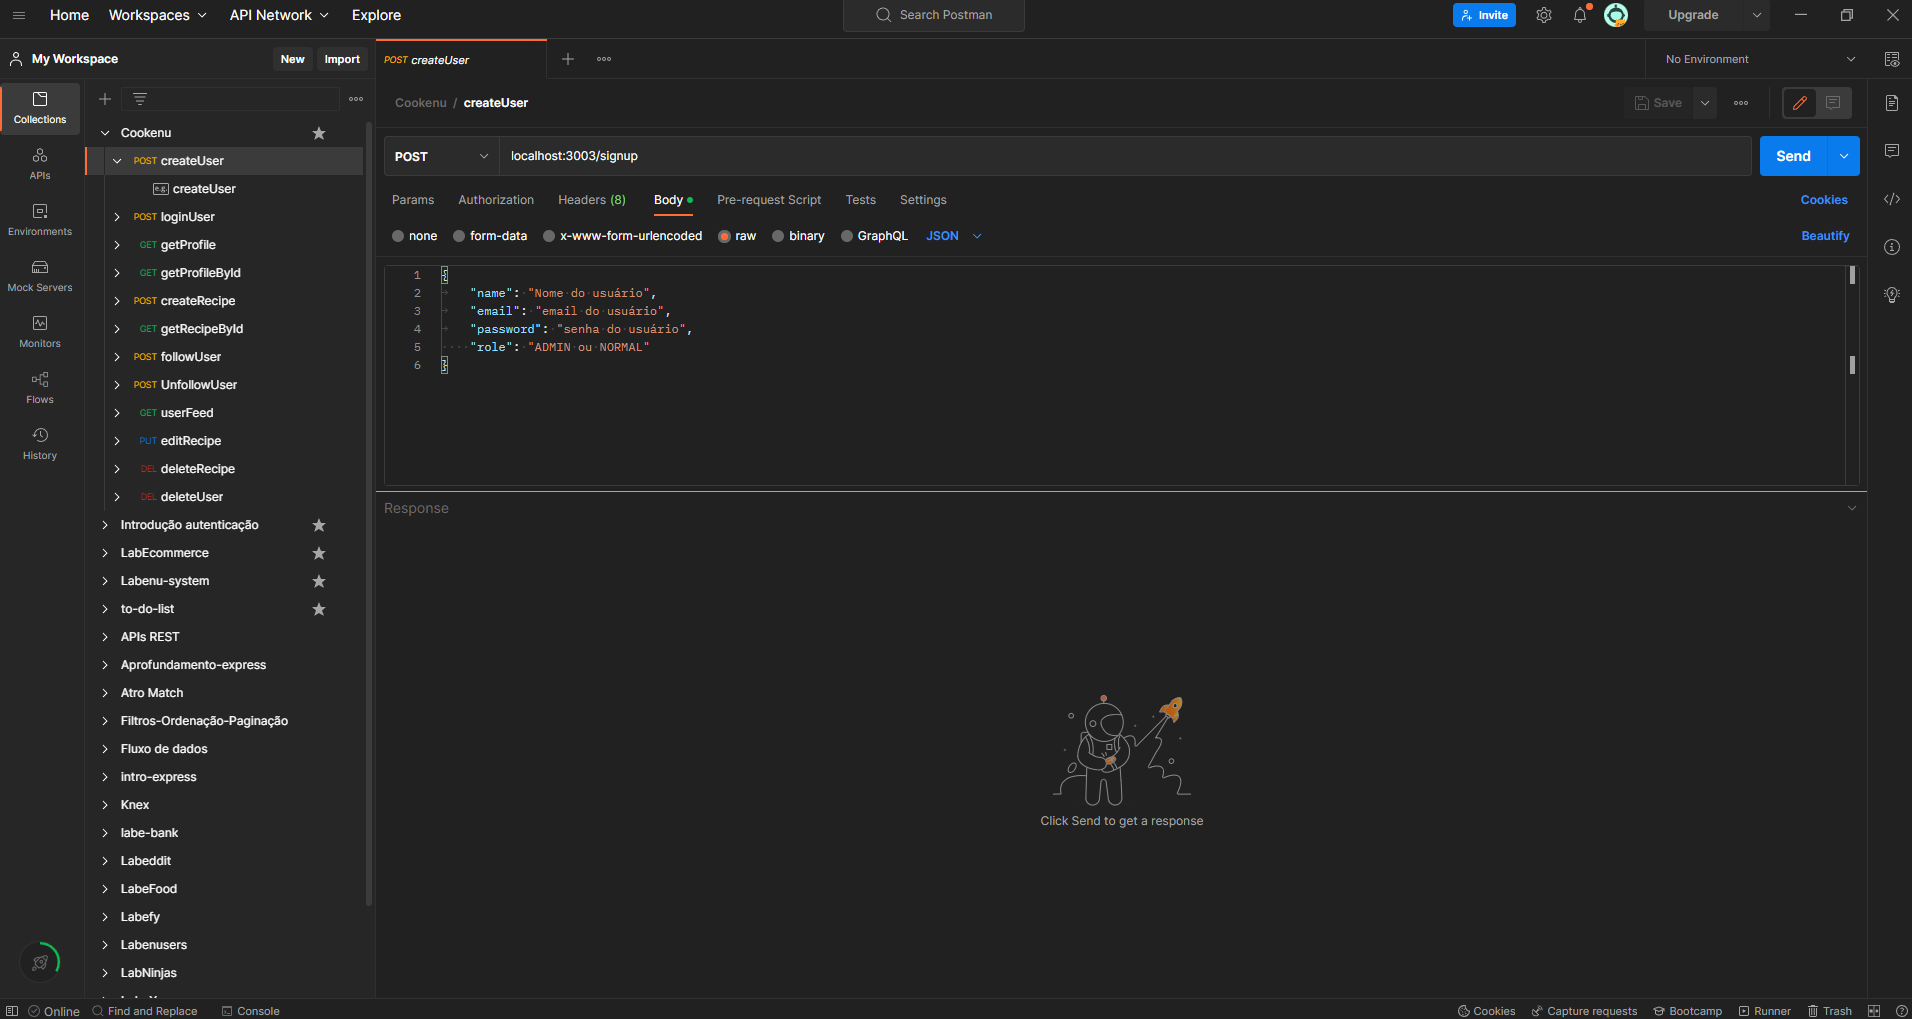 Home Workspaces API Network Explore Search Postman Invite Upgrade
My Workspace New Import POST createUser No Environment
Collections
APIs
Environments
Mock Servers
Monitors
Flows
History
Cookenu
POST createUser
e.g. createUser
POST loginUser
GET getProfile
GET getProfileById
POST createRecipe
GET getRecipeById
POST followUser
POST UnfollowUser
GET userFeed
PUT editRecipe
DEL deleteRecipe
DEL deleteUser
Introdução autenticação
LabEcommerce
Labenu-system
to-do-list
APIs REST
Aprofundamento-express
Atro Match
Filtros-Ordenação-Paginação
Fluxo de dados
intro-express
Knex
labe-bank
Labeddit
LabeFood
Labefy
Labenusers
LabNinjas
Cookenu / createUser Save
POST localhost:3003/signup Send
Params Authorization Headers (8) Body Pre-request Script Tests Settings Cookies
none form-data x-www-form-urlencoded raw binary GraphQL JSON Beautify
1 {
2 "name": "Nome do usuário",
3 "email": "email do usuário",
4 "password": "senha do usuário",
5 "role": "ADMIN ou NORMAL"
6 }
Response
Click Send to get a response
Online Find and Replace Console Cookies Capture requests Bootcamp Runner Trash